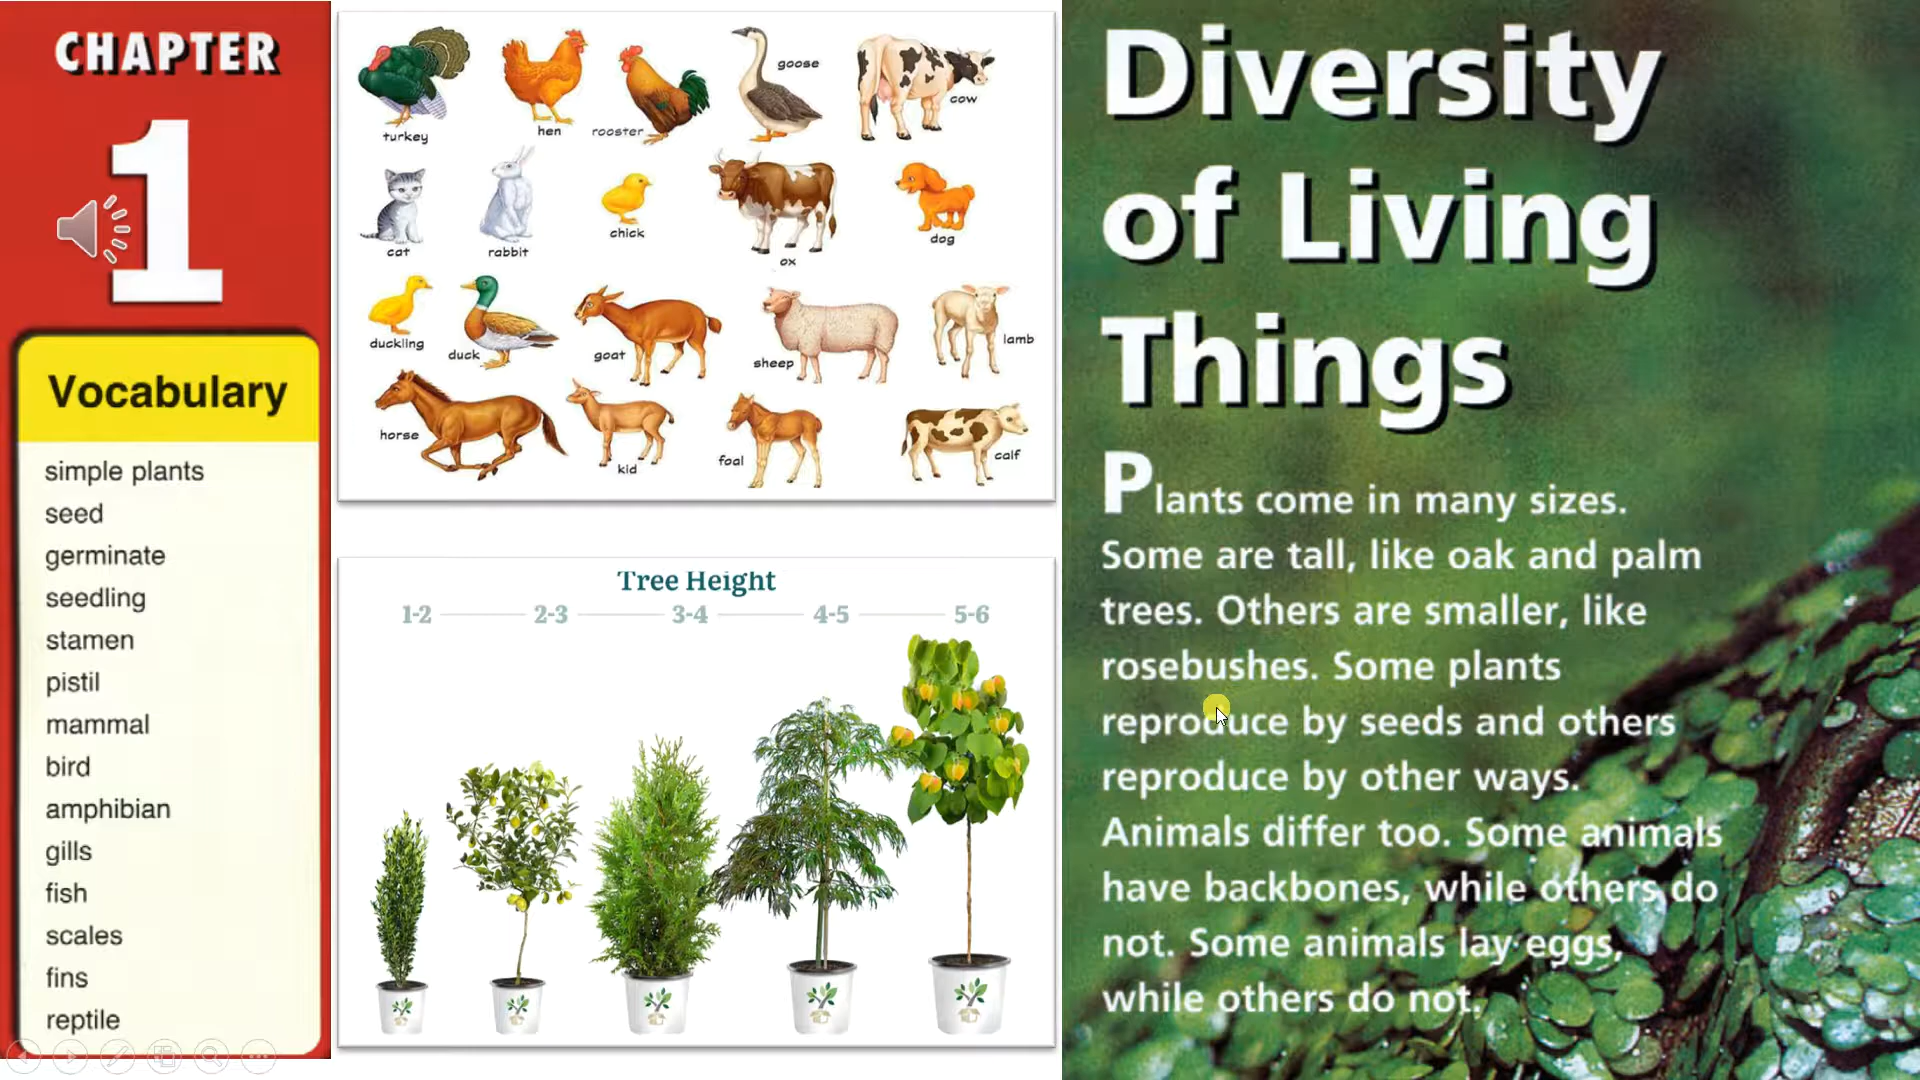 CHAPTER
1
Vocabulary
simple plants
seed
germinate
seedling
stamen
pistil
mammal
bird
amphibian
gills
fish
scales
fins
reptile
turkey
hen
rooster
goose
cow
cat
rabbit
chick
ox
dog
duckling
duck
goat
sheep
lamb
horse
kid
foal
calf
Tree Height
1-2 2-3 3-4 4-5 5-6
Diversity
of Living
Things
Plants come in many sizes.
Some are tall, like oak and palm
trees. Others are smaller, like
rosebushes. Some plants
reproduce by seeds and others
reproduce by other ways.
Animals differ too. Some animals
have backbones, while others do
not. Some animals lay eggs,
while others do not.